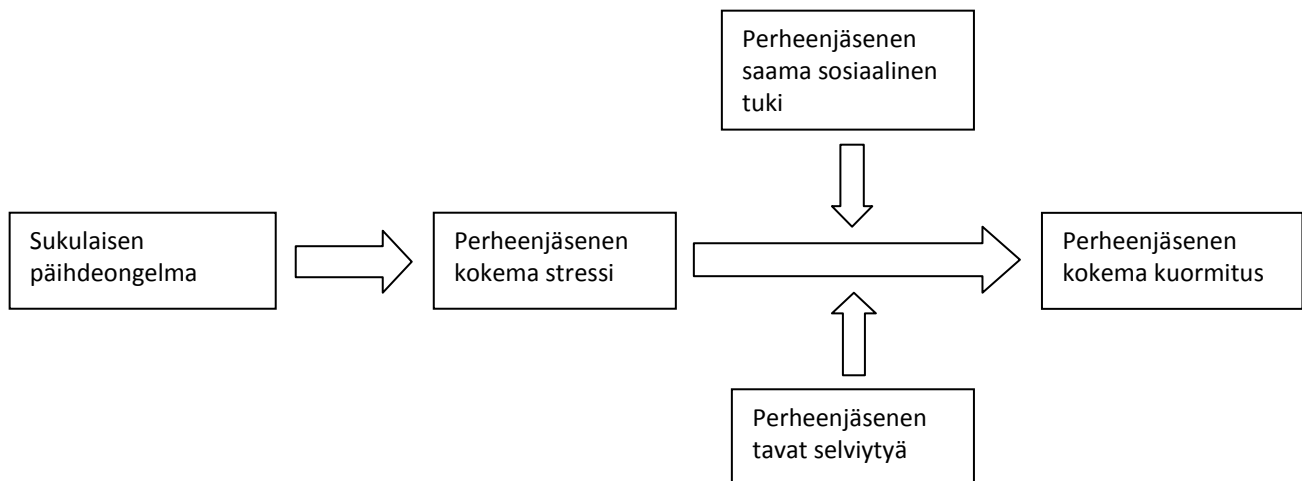 Perheenjäsenen
saama sosiaalinen
tuki
Sukulaisen
päihdeongelma
Perheenjäsenen
kokema stressi
Perheenjäsenen
kokema kuormitus
Perheenjäsenen
tavat selviytyä